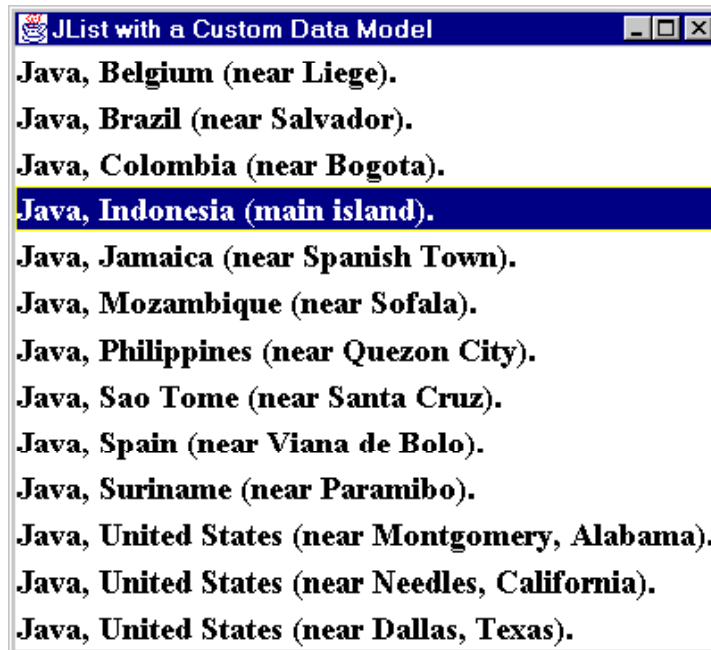 JList with a Custom Data Model
Java, Belgium (near Liege).
Java, Brazil (near Salvador).
Java, Colombia (near Bogota).
Java, Indonesia (main island).
Java, Jamaica (near Spanish Town).
Java, Mozambique (near Sofala).
Java, Philippines (near Quezon City).
Java, Sao Tome (near Santa Cruz).
Java, Spain (near Viana de Bolo).
Java, Suriname (near Paramibo).
Java, United States (near Montgomery, Alabama).
Java, United States (near Needles, California).
Java, United States (near Dallas, Texas).